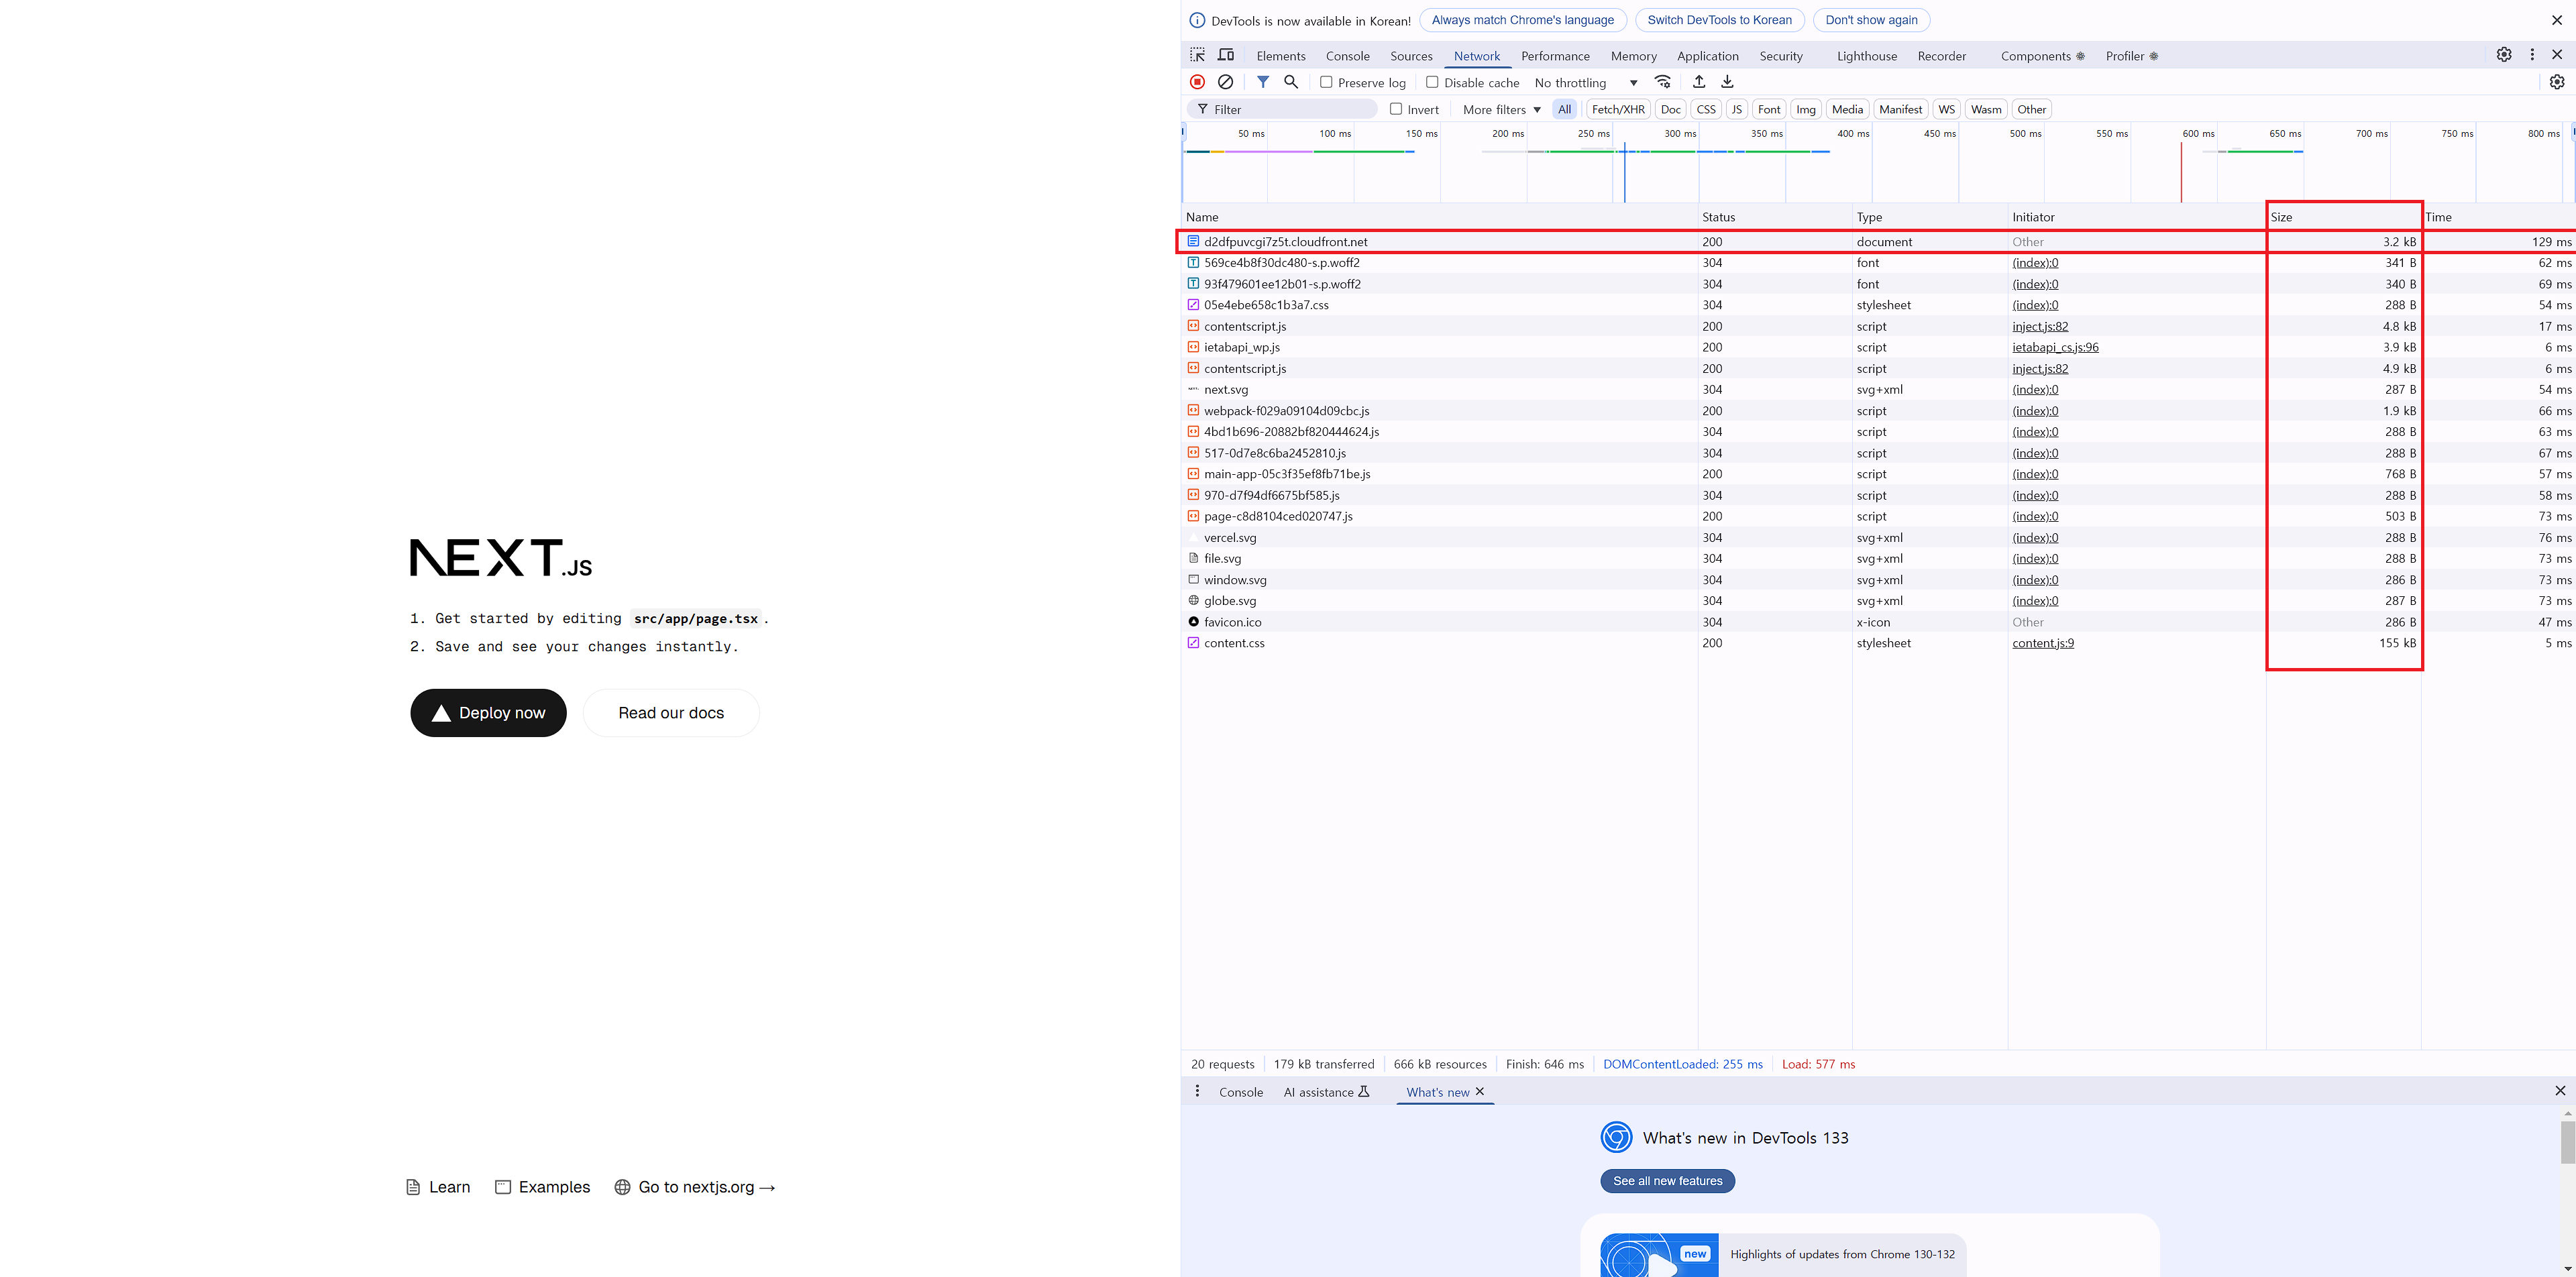 NEXT.JS
1. Get started by editing src/app/page.tsx.
2. Save and see your changes instantly.
Deploy now
Read our docs
Learn
Examples
Go to nextjs.org →
DevTools is now available in Korean! Always match Chrome's language Switch DevTools to Korean Don't show again
Elements Console Sources Network Performance Memory Application Security Lighthouse Recorder Components Profiler
Preserve log Disable cache No throttling
Filter Invert More filters All Fetch/XHR Doc CSS JS Font Img Media Manifest WS Wasm Other
50 ms 100 ms 150 ms 200 ms 250 ms 300 ms 350 ms 400 ms 450 ms 500 ms 550 ms 600 ms 650 ms 700 ms 750 ms 800 ms
Name Status Type Initiator Size Time
d2dfpuvcgi7z5t.cloudfront.net 200 document Other 3.2 kB 129 ms
569ce4b8f30dc480-s.p.woff2 304 font (index):0 341 B 62 ms
93f479601ee12b01-s.p.woff2 304 font (index):0 340 B 69 ms
05e4ebe658c1b3a7.css 304 stylesheet (index):0 288 B 54 ms
contentscript.js 200 script inject.js:82 4.8 kB 17 ms
ietabapi_wp.js 200 script ietabapi_cs.js:96 3.9 kB 6 ms
contentscript.js 200 script inject.js:82 4.9 kB 6 ms
next.svg 304 svg+xml (index):0 287 B 54 ms
webpack-f029a09104d09cbc.js 200 script (index):0 1.9 kB 66 ms
4bd1b696-20882bf820444624.js 304 script (index):0 288 B 63 ms
517-0d7e8c6ba2452810.js 304 script (index):0 288 B 67 ms
main-app-05c3f35ef8fb71be.js 200 script (index):0 768 B 57 ms
970-d7f94df6675bf585.js 304 script (index):0 288 B 58 ms
page-c8d8104ced020747.js 200 script (index):0 503 B 73 ms
vercel.svg 304 svg+xml (index):0 288 B 76 ms
file.svg 304 svg+xml (index):0 288 B 73 ms
window.svg 304 svg+xml (index):0 286 B 73 ms
globe.svg 304 svg+xml (index):0 287 B 73 ms
favicon.ico 304 x-icon Other 286 B 47 ms
content.css 200 stylesheet content.js:9 155 kB 5 ms
20 requests 179 kB transferred 666 kB resources Finish: 646 ms DOMContentLoaded: 255 ms Load: 577 ms
Console AI assistance What's new
What's new in DevTools 133
See all new features
new
Highlights of updates from Chrome 130-132